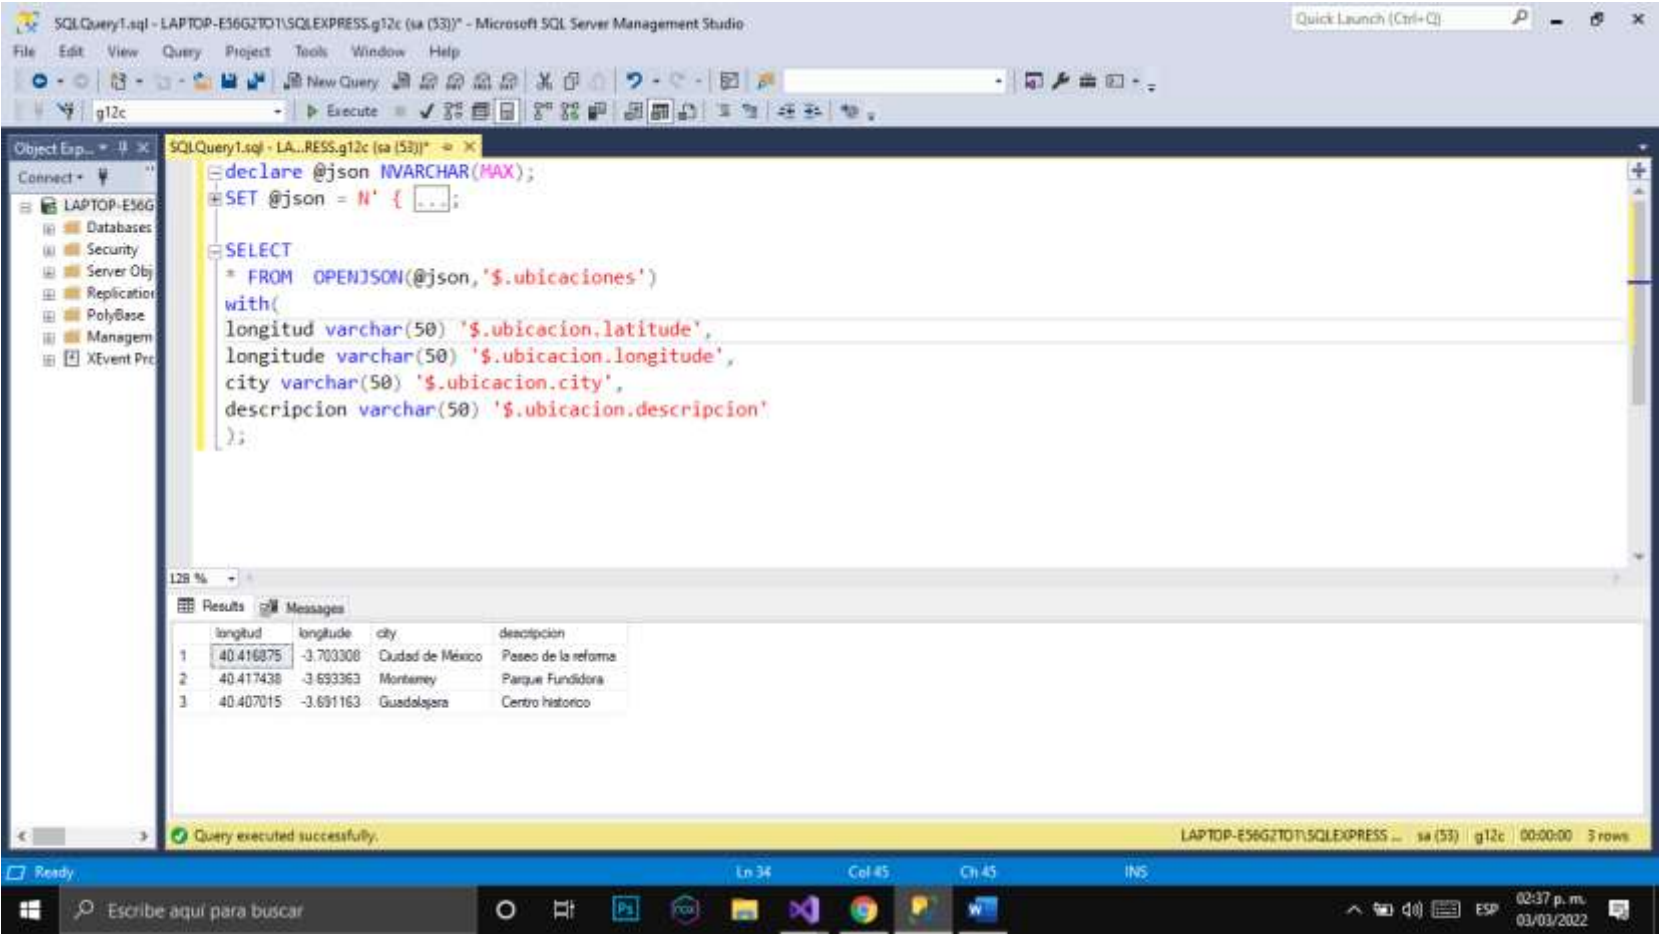 SQLQuery1.sql - LAPTOP-E56G2TO1\SQLEXPRESS.g12c (sa (53))* - Microsoft SQL Server Management Studio
Quick Launch (Ctrl+Q)
File Edit View Query Project Tools Window Help
New Query
g12c
Execute
Object Exp...
SQLQuery1.sql - LA...RESS.g12c (sa (53))*
Connect
LAPTOP-E56G
Databases
Security
Server Obj
Replication
PolyBase
Managem
XEvent Pro
declare @json NVARCHAR(MAX);
SET @json = N' { ...;
SELECT
* FROM OPENJSON(@json,'$.ubicaciones')
with(
longitud varchar(50) '$.ubicacion.latitude',
longitude varchar(50) '$.ubicacion.longitude',
city varchar(50) '$.ubicacion.city',
descripcion varchar(50) '$.ubicacion.descripcion'
);
128 %
Results Messages
longitud longitude city descripcion
1 40.416875 -3.703308 Ciudad de México Paseo de la reforma
2 40.417438 -3.693363 Monterrey Parque Fundidora
3 40.407015 -3.691163 Guadalajara Centro historico
Query executed successfully.
LAPTOP-E56G2TO1\SQLEXPRESS ... sa (53) g12c 00:00:00 3 rows
Ready
Ln 34 Col 45 Ch 45 INS
Escribe aquí para buscar
Ps
nox
W
ESP
02:37 p. m.
03/03/2022